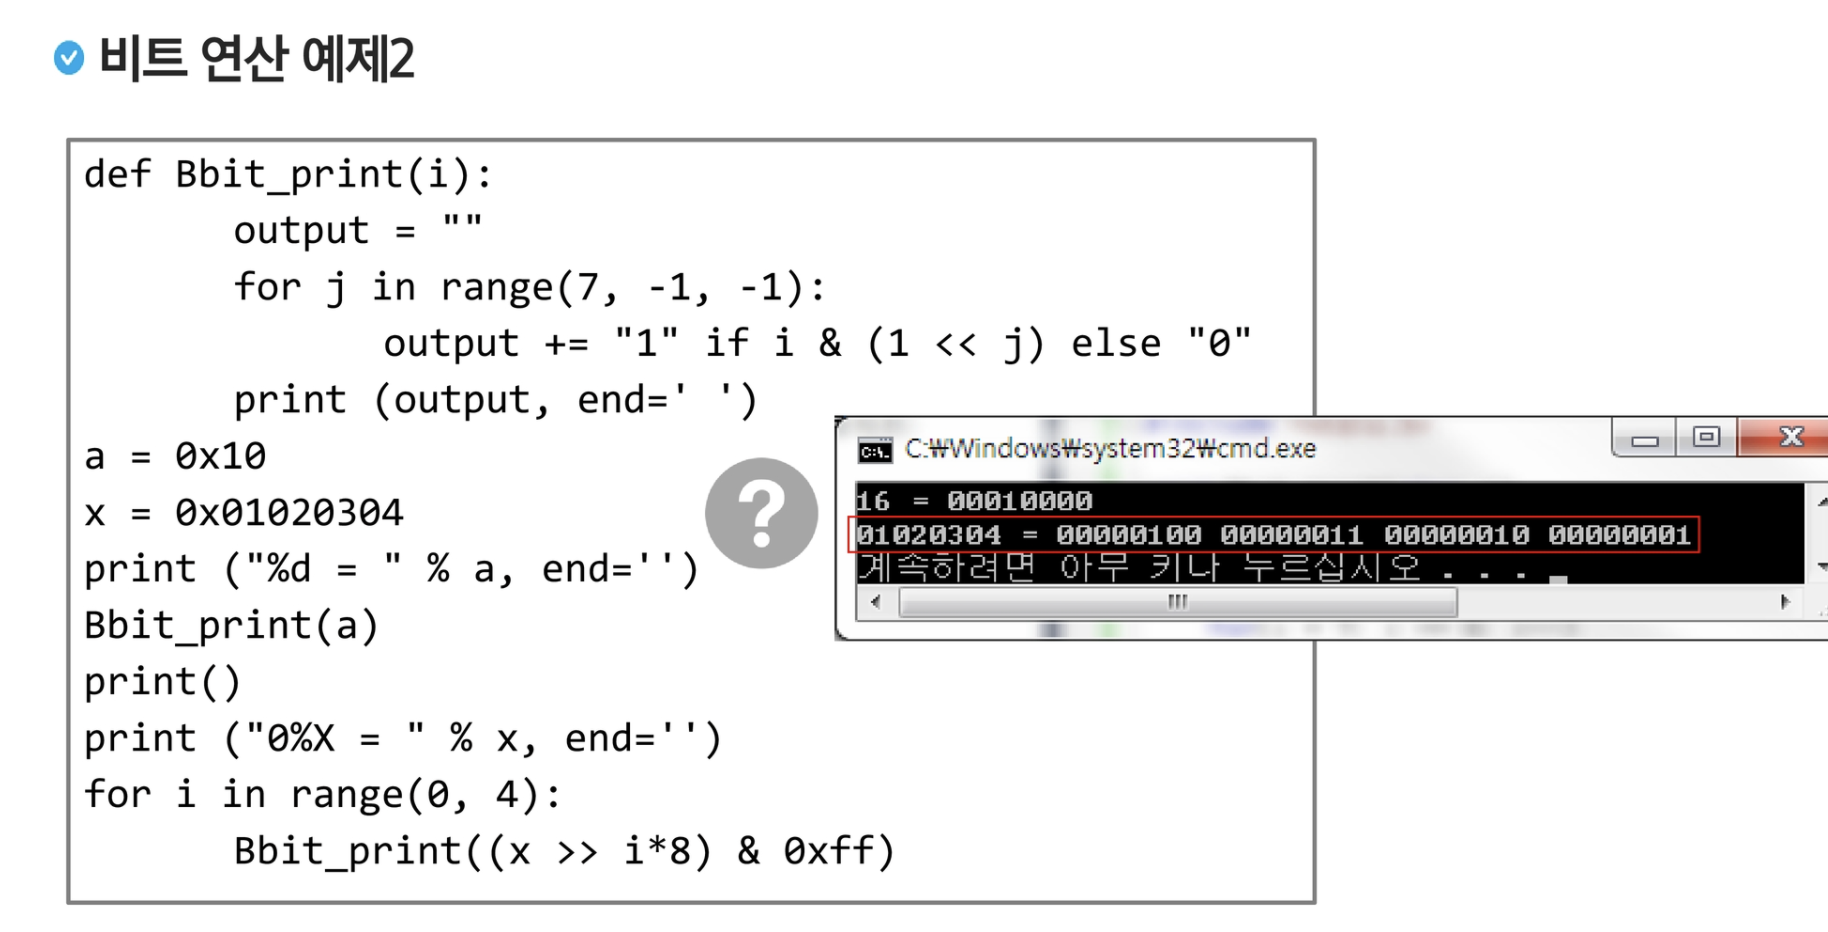 비트 연산 예제2
def Bbit_print(i):
output = ""
for j in range(7, -1, -1):
output += "1" if i & (1 << j) else "0"
print (output, end=' ')
a = 0x10
x = 0x01020304
print ("%d = " % a, end='')
Bbit_print(a)
print()
print ("0%X = " % x, end='')
for i in range(0, 4):
Bbit_print((x >> i*8) & 0xff)
?
C:₩Windows₩system32₩cmd.exe
16 = 00010000
01020304 = 00000100 00000011 00000010 00000001
계속하려면 아무 키나 누르십시오 . . .